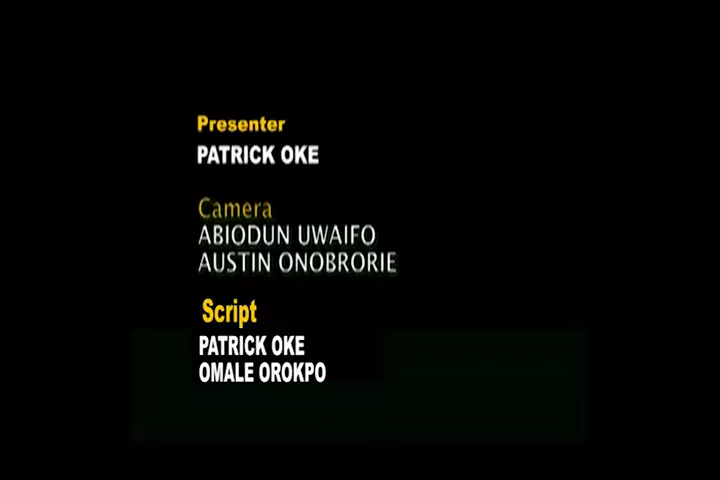 Presenter
PATRICK OKE
Camera
ABIODUN UWAIFO
AUSTIN ONOBRORIE
Script
PATRICK OKE
OMALE OROKPO